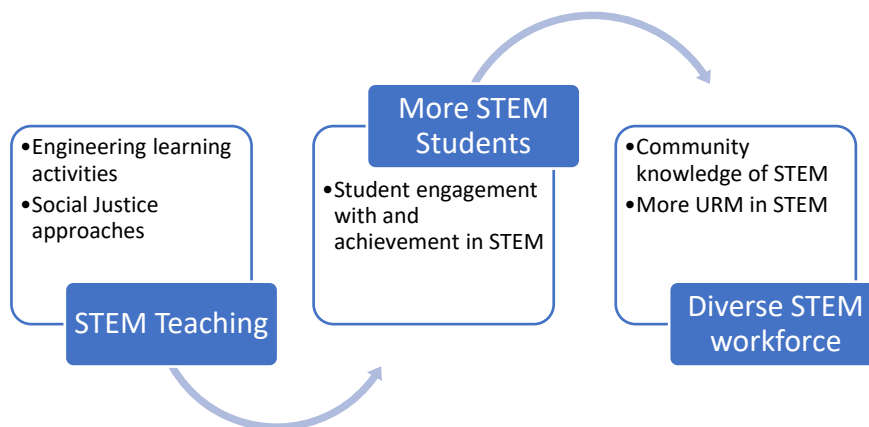 •Engineering learning
activities
•Social Justice
approaches
STEM Teaching
More STEM
Students
•Student engagement
with and
achievement in STEM
•Community
knowledge of STEM
•More URM in STEM
Diverse STEM
workforce